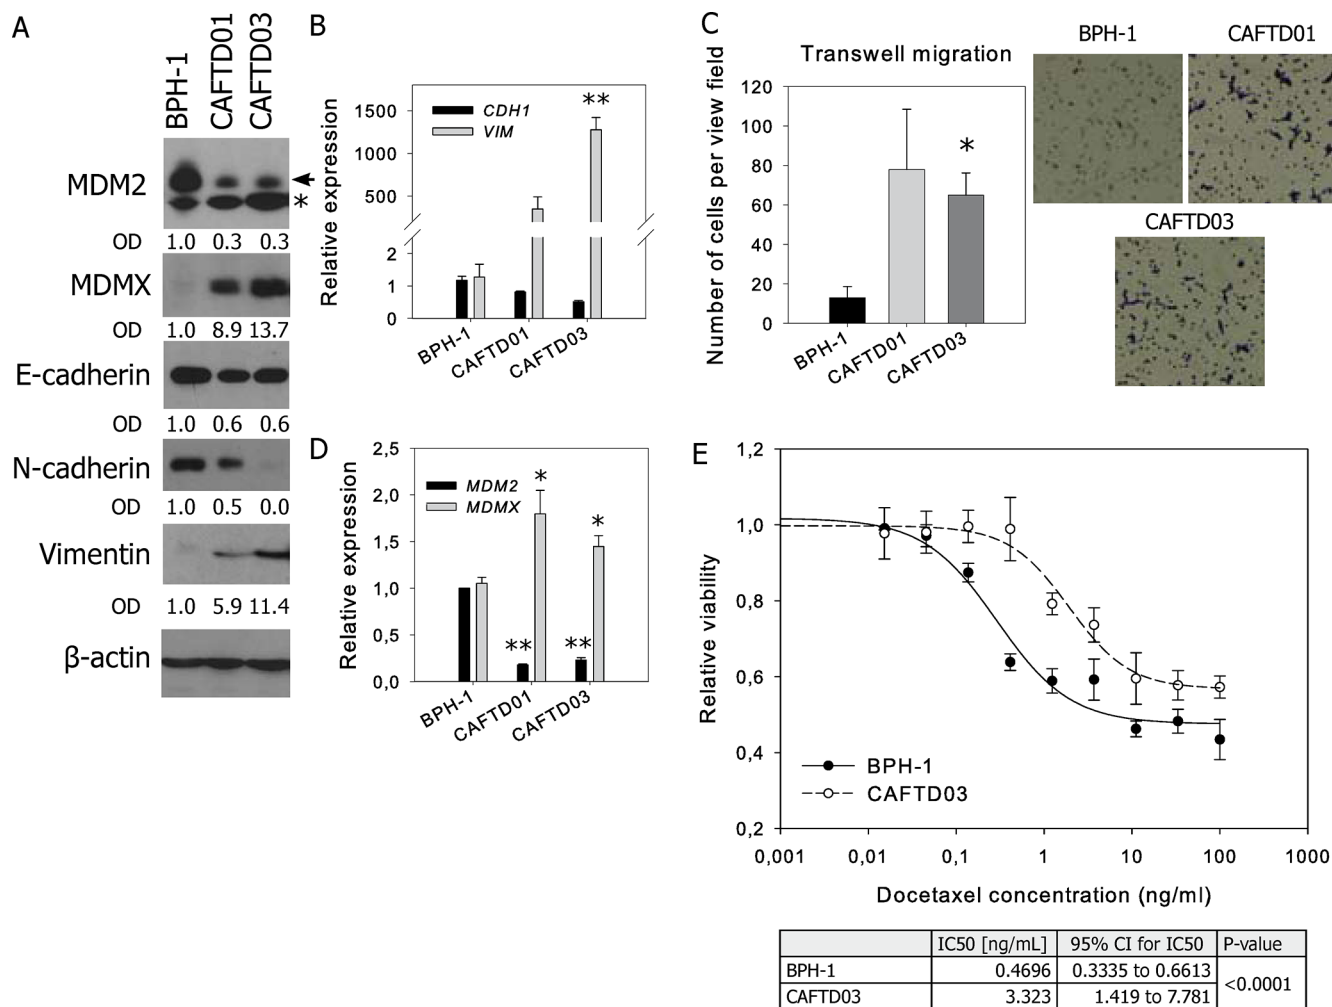 A
BPH-1
CAFTD01
CAFTD03
MDM2
*
OD 1.0 0.3 0.3
MDMX
OD 1.0 8.9 13.7
E-cadherin
OD 1.0 0.6 0.6
N-cadherin
OD 1.0 0.5 0.0
Vimentin
OD 1.0 5.9 11.4
β-actin
B
Relative expression
1500
1000
500
2
1
0
CDH1
VIM
**
BPH-1
CAFTD01
CAFTD03
C
Transwell migration
Number of cells per view field
120
100
80
60
40
20
0
*
BPH-1
CAFTD01
CAFTD03
BPH-1
CAFTD01
CAFTD03
D
Relative expression
2,5
2,0
1,5
1,0
0,5
0,0
MDM2
MDMX
*
*
**
**
BPH-1
CAFTD01
CAFTD03
E
Relative viability
1,2
1,0
0,8
0,6
0,4
0,2
BPH-1
CAFTD03
0,001 0,01 0,1 1 10 100 1000
Docetaxel concentration (ng/ml)
IC50 [ng/mL] 95% CI for IC50 P-value
BPH-1 0.4696 0.3335 to 0.6613 <0.0001
CAFTD03 3.323 1.419 to 7.781